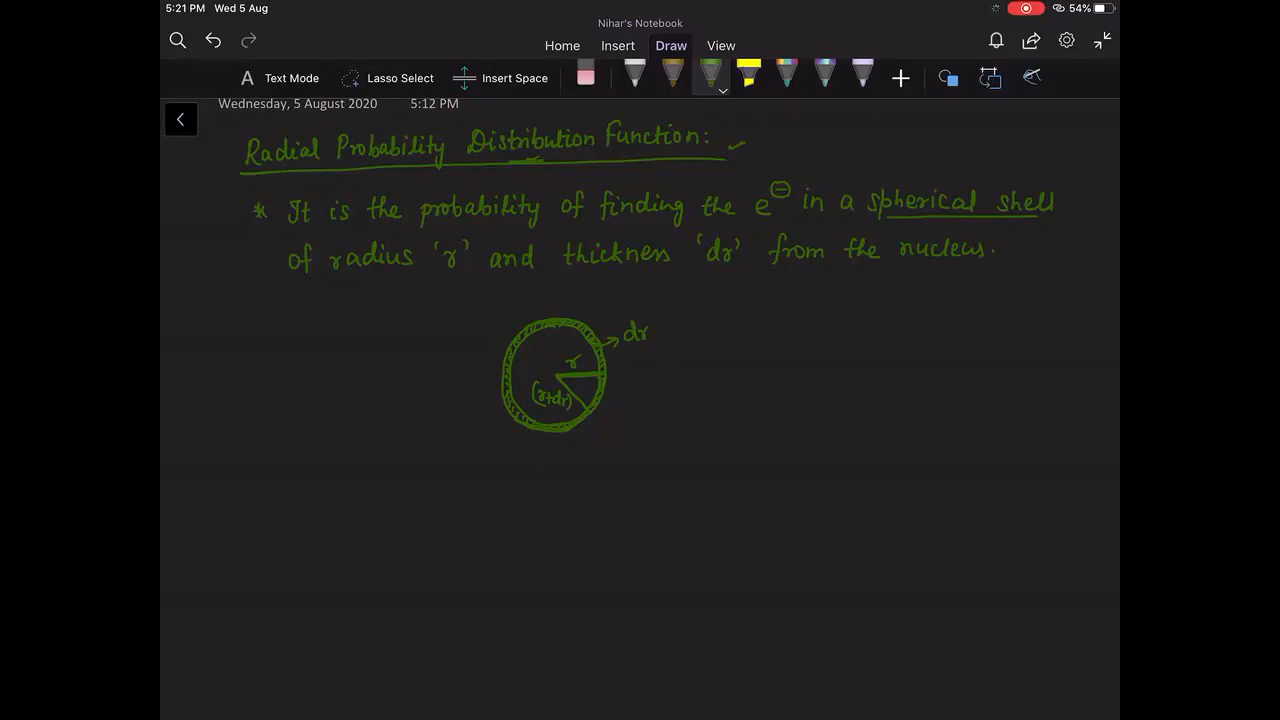 5:21 PM Wed 5 Aug
54%
Nihar's Notebook
Home Insert Draw View
A Text Mode Lasso Select Insert Space
Wednesday, 5 August 2020 5:12 PM
Radial Probability Distribution Function:
* It is the probability of finding the e⊖ in a spherical shell
of radius 'r' and thickness 'dr' from the nucleus.
dr
r
(r+dr)